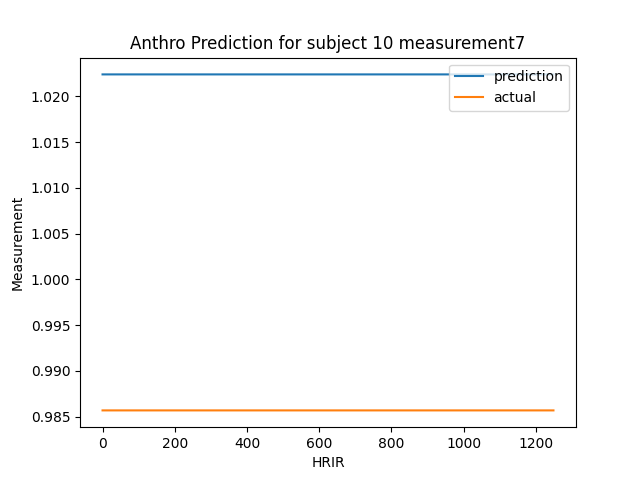 Anthro Prediction for subject 10 measurement7
prediction
actual
1.020
1.015
1.010
1.005
1.000
0.995
0.990
0.985
Measurement
0 200 400 600 800 1000 1200
HRIR